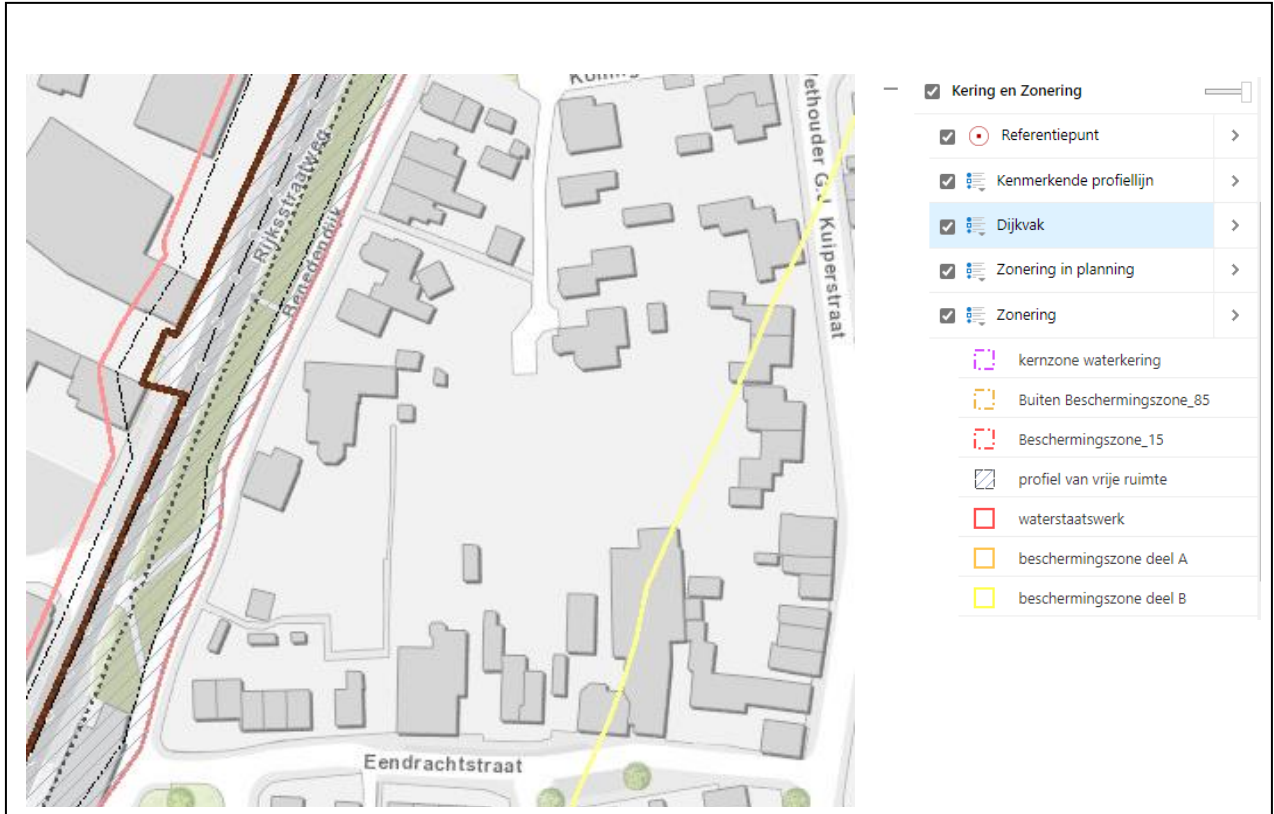 Rijksstraatweg
Benedendijk
Kuiperstraat
Eendrachtstraat
Kering en Zonering
Referentiepunt
Kenmerkende profiellijn
Dijkvak
Zonering in planning
Zonering
kernzone waterkering
Buiten Beschermingszone_85
Beschermingszone_15
profiel van vrije ruimte
waterstaatswerk
beschermingszone deel A
beschermingszone deel B